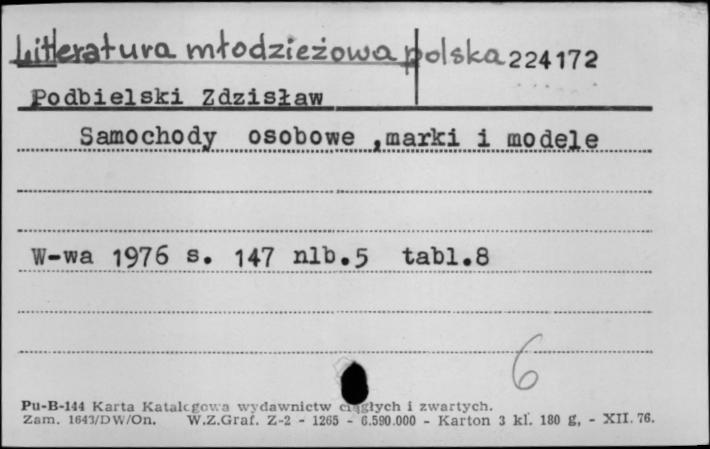 Literatura młodzieżowa polska 224172
Podbielski Zdzisław
Samochody osobowe ,marki i modele
W-wa 1976 s. 147 nlb.5 tabl.8
6
Pu-B-144 Karta Katalogowa wydawnictw ciągłych i zwartych.
Zam. 1643/DW/On. W.Z.Graf. Z-2 - 1265 - 6.590.000 - Karton 3 kl. 180 g, - XII. 76.